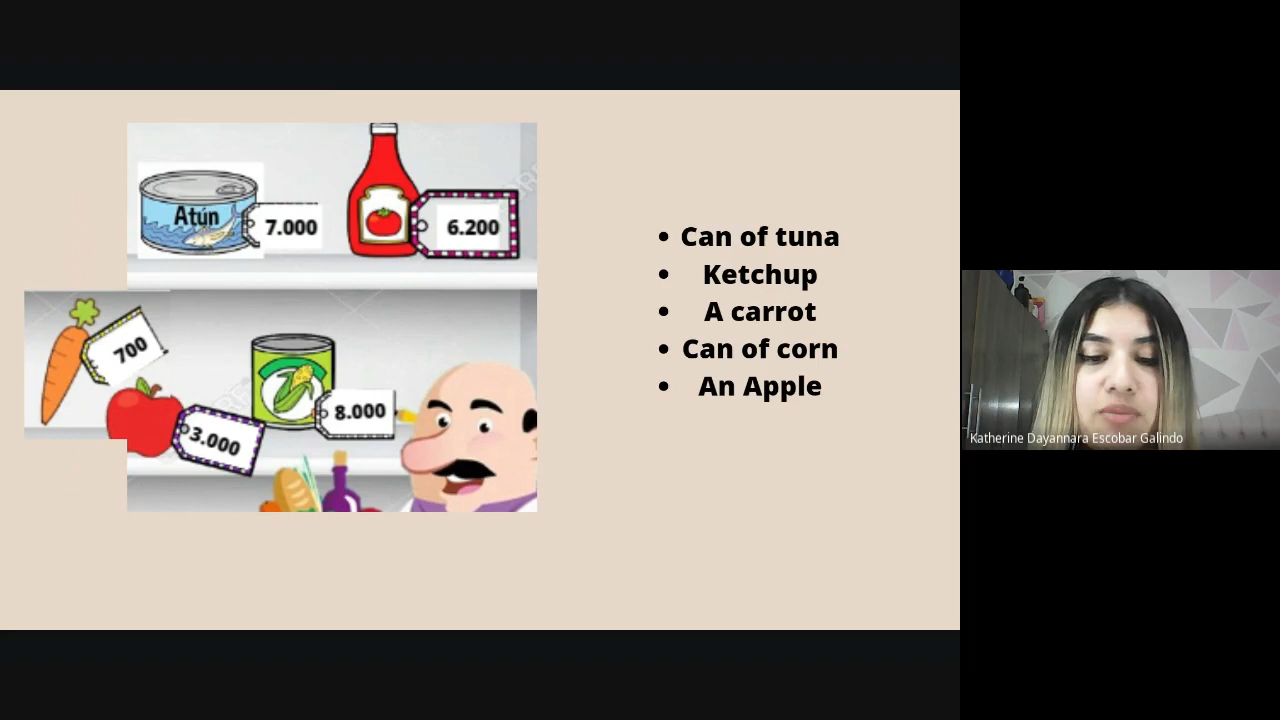 Atún
7.000
6.200
700
3.000
8.000
• Can of tuna
• Ketchup
• A carrot
• Can of corn
• An Apple
Katherine Dayannara Escobar Galindo